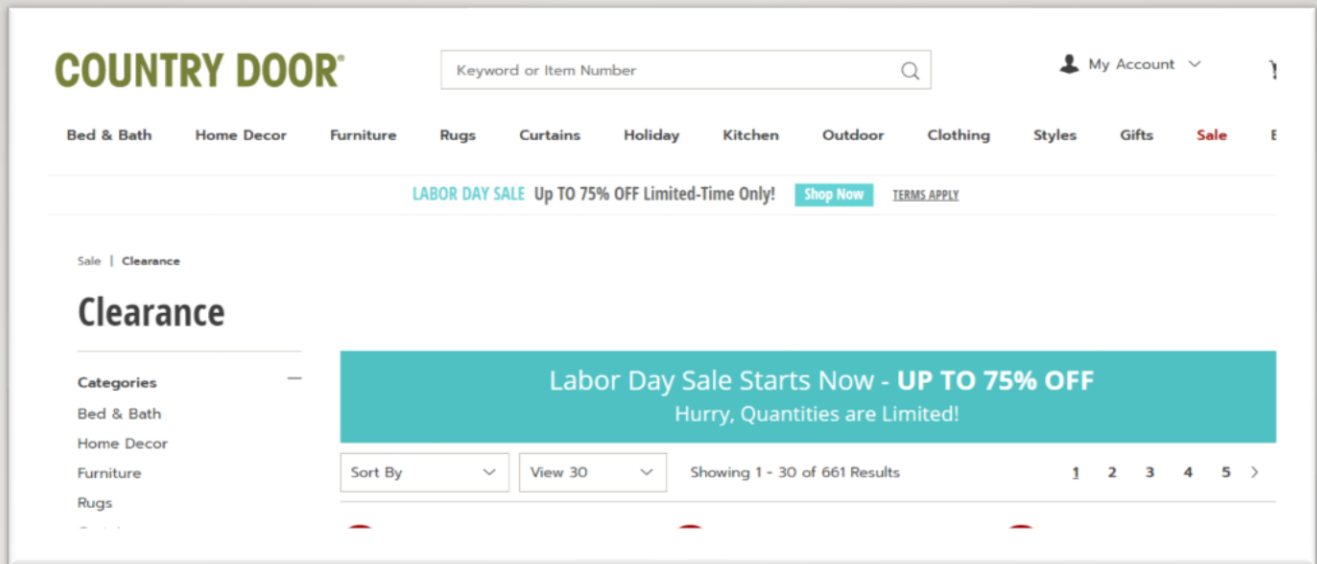 COUNTRY DOOR®
Keyword or Item Number
My Account
Bed & Bath Home Decor Furniture Rugs Curtains Holiday Kitchen Outdoor Clothing Styles Gifts Sale
LABOR DAY SALE Up TO 75% OFF Limited-Time Only! Shop Now TERMS APPLY
Sale | Clearance
Clearance
Categories
Bed & Bath
Home Decor
Furniture
Rugs
Labor Day Sale Starts Now - UP TO 75% OFF
Hurry, Quantities are Limited!
Sort By View 30 Showing 1 - 30 of 661 Results 1 2 3 4 5 >